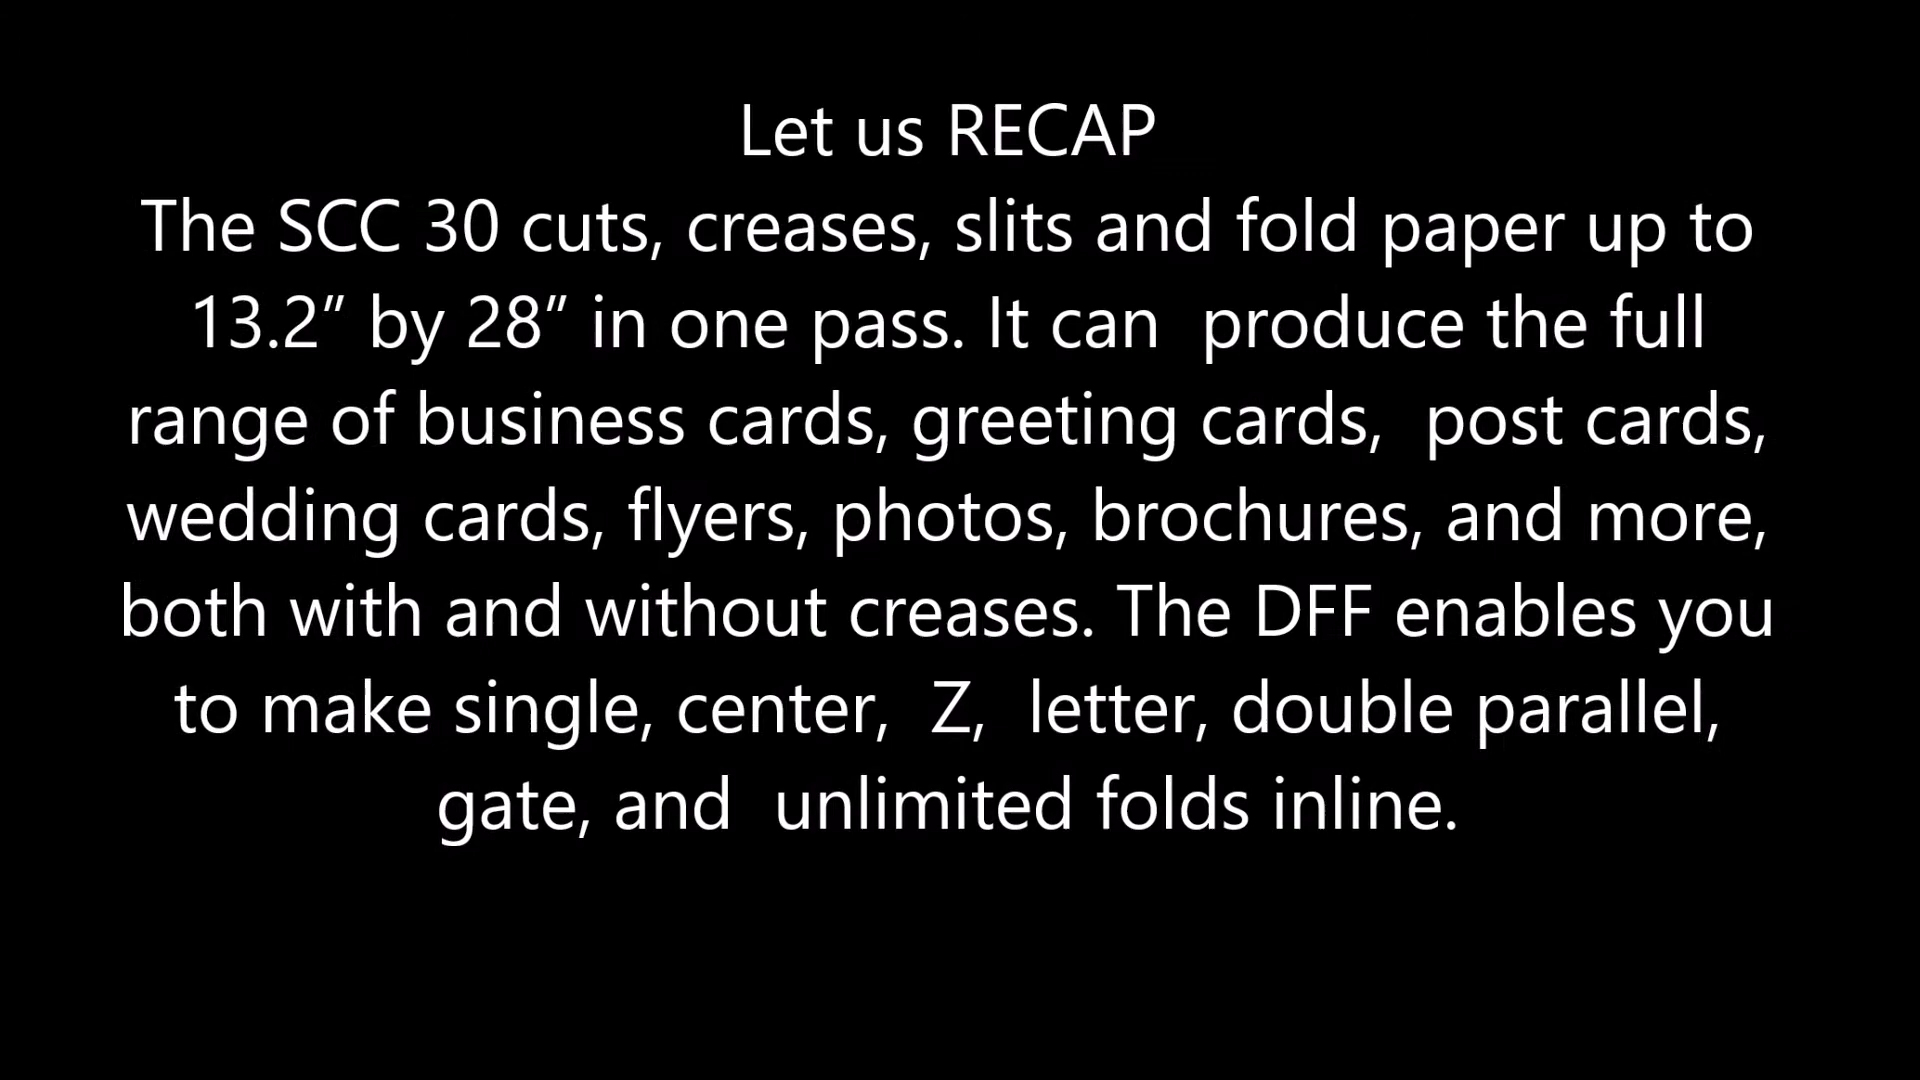 Let us RECAP
The SCC 30 cuts, creases, slits and fold paper up to
13.2” by 28” in one pass. It can  produce the full
range of business cards, greeting cards,  post cards,
wedding cards, flyers, photos, brochures, and more,
both with and without creases. The DFF enables you
to make single, center,  Z,  letter, double parallel,
gate, and  unlimited folds inline.